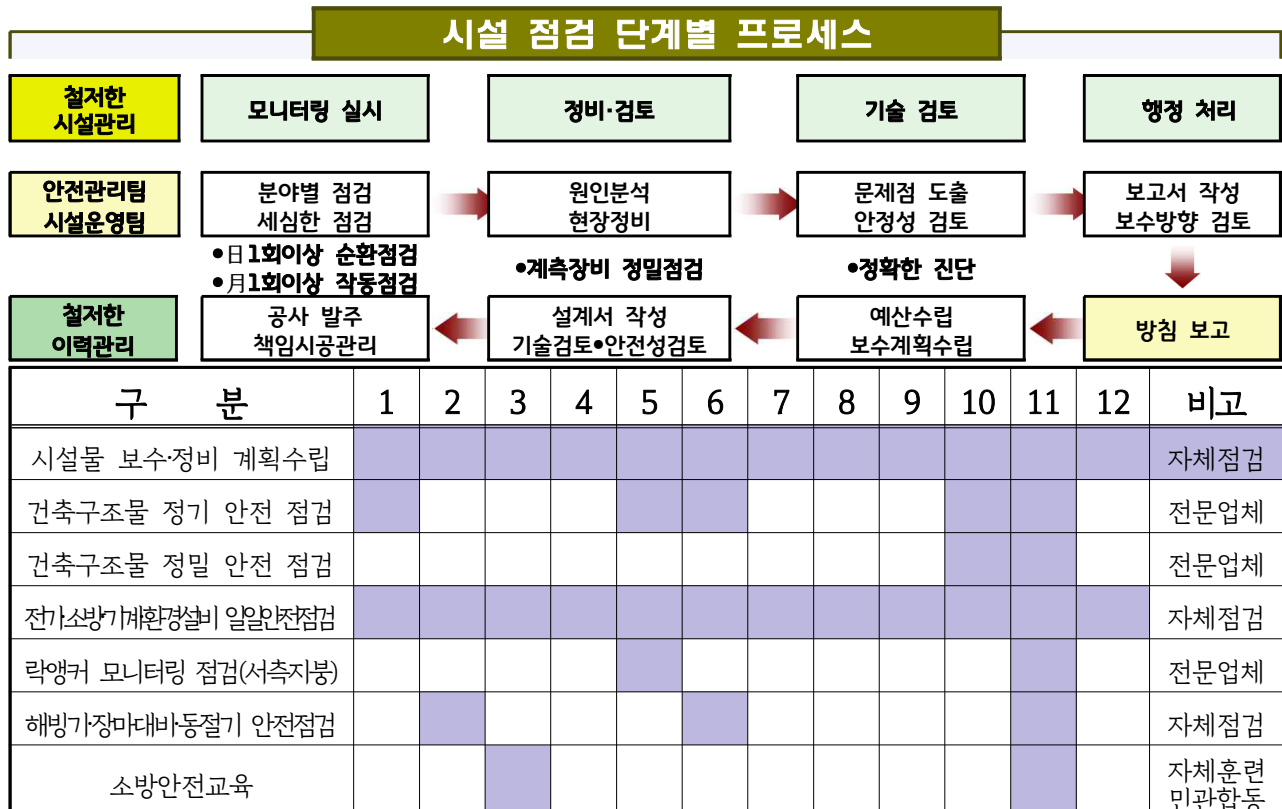 시설 점검 단계별 프로세스
철저한
시설관리
모니터링 실시
정비·검토
기술 검토
행정 처리
안전관리팀
시설운영팀
분야별 점검
세심한 점검
원인분석
현장정비
문제점 도출
안정성 검토
보고서 작성
보수방향 검토
●日1회이상 순환점검
●月1회이상 작동점검
●계측장비 정밀점검
●정확한 진단
철저한
이력관리
공사 발주
책임시공관리
설계서 작성
기술검토●안전성검토
예산수립
보수계획수립
방침 보고
구 분 1 2 3 4 5 6 7 8 9 10 11 12 비고
시설물 보수·정비 계획수립 자체점검
건축구조물 정기 안전 점검 전문업체
건축구조물 정밀 안전 점검 전문업체
전기·소방·기계·환경설비 일일안전점검 자체점검
락앵커 모니터링 점검(서측지붕) 전문업체
해빙기·장마대비·동절기 안전점검 자체점검
소방안전교육 자체훈련
민관합동